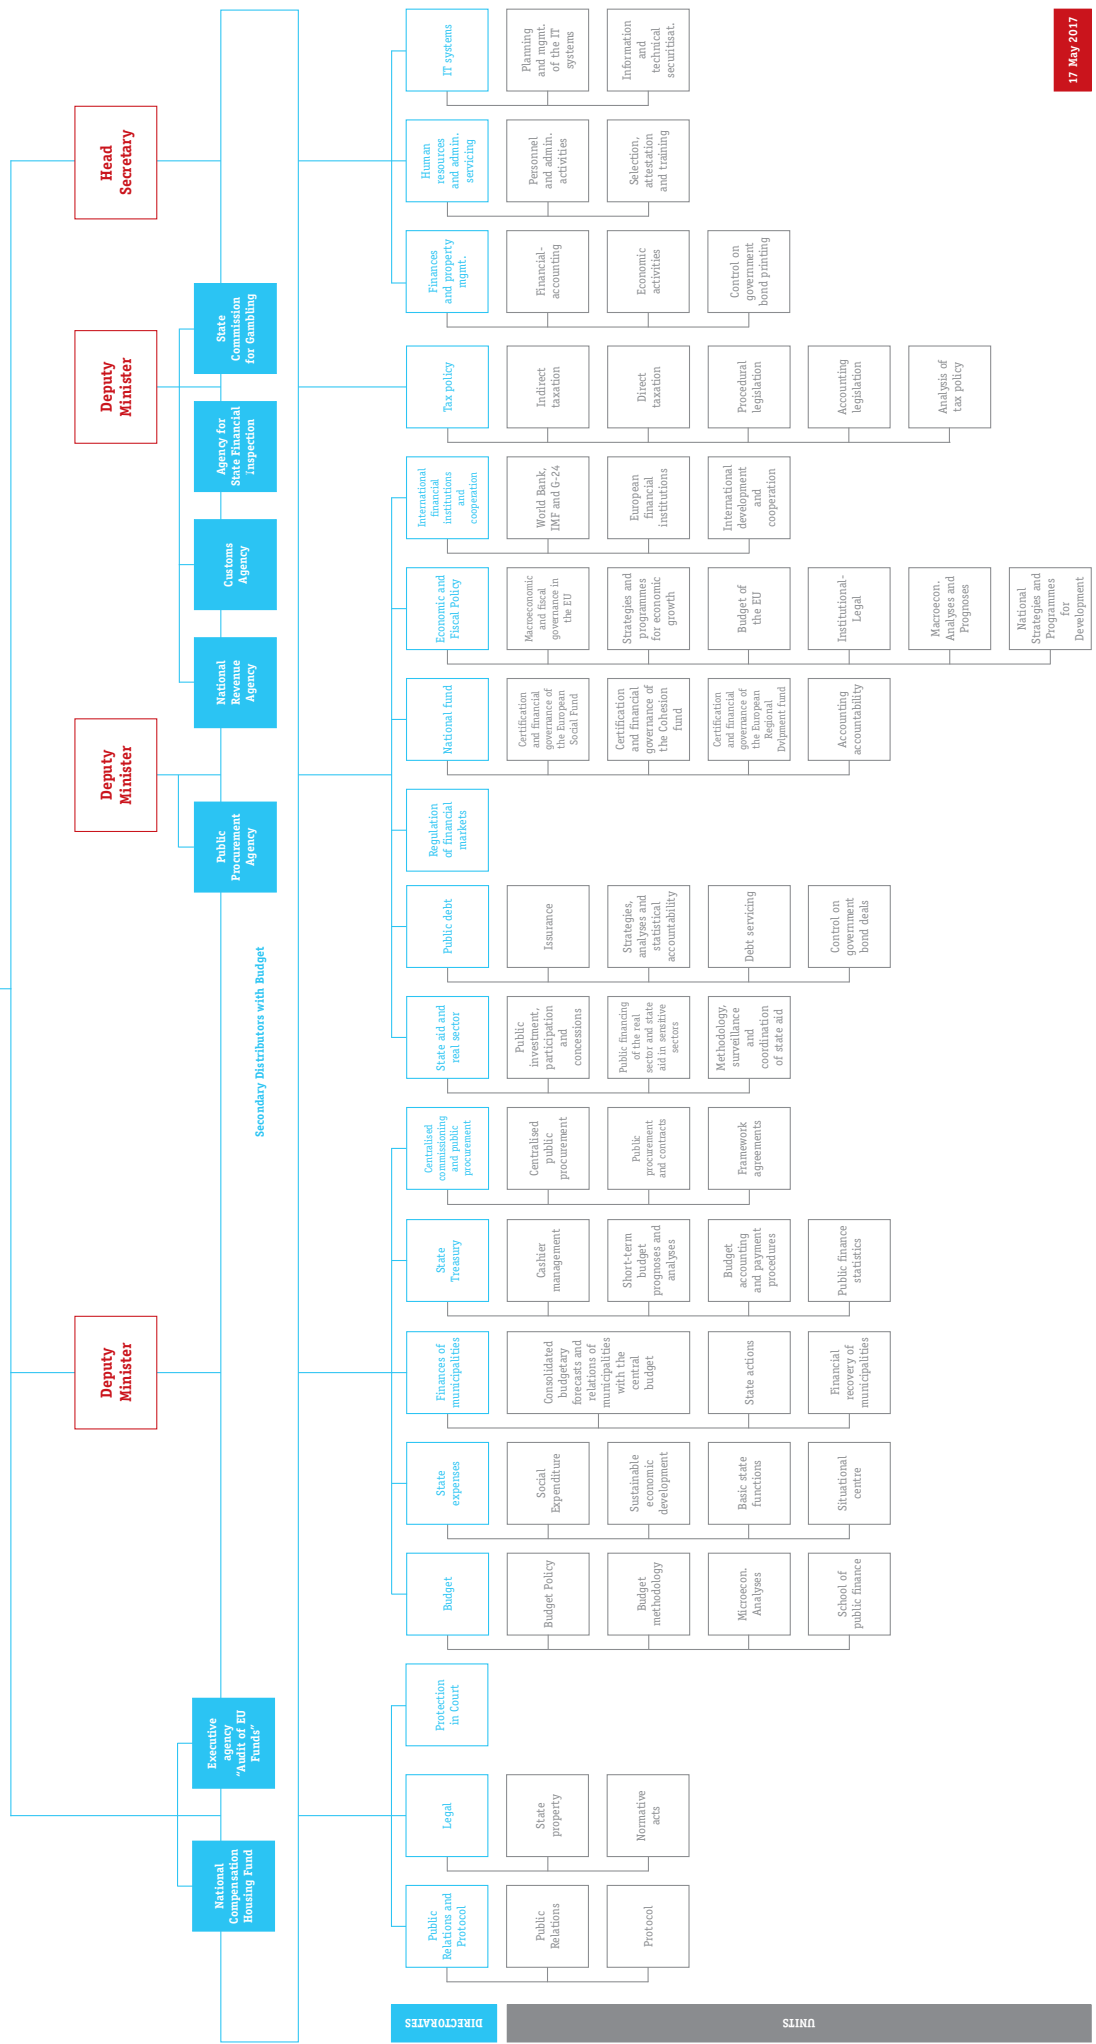 Head
Secretary
Deputy
Minister
Deputy
Minister
Deputy
Minister
State
Commission
for Gambling
Agency for
State Financial
Inspection
Customs
Agency
National
Revenue
Agency
Public
Procurement
Agency
Secondary Distributors with Budget
Executive
agency
“Audit of EU
Funds”
National
Compensation
Housing Fund
IT systems
Planning
and mgmt.
of the IT
systems
Information
and
technical
securitisat.
Human
resources
and admin.
servicing
Personnel
and admin.
activities
Selection,
attestation
and training
Finances
and property
mgmt.
Financial-
accounting
Economic
activities
Control on
government
bond printing
Tax policy
Indirect
taxation
Direct
taxation
Procedural
legislation
Accounting
legislation
Analysis of
tax policy
International
financial
institutions
and
cooperation
World Bank,
IMF and G-24
European
financial
institutions
International
development
and
cooperation
Economic and
Fiscal Policy
Macroeconomic
and fiscal
governance in
the EU
Strategies and
programmes
for economic
growth
Budget of
the EU
Institutional-
Legal
Macroecon.
Analyses and
Prognoses
National
Strategies and
Programmes
for
Development
National fund
Certification
and financial
governance of
the European
Social Fund
Certification
and financial
governance of
the Cohesion
fund
Certification
and financial
governance of
the European
Regional
Dvlpment fund
Accounting
accountability
Regulation
of financial
markets
Public debt
Issurance
Strategies,
analyses and
statistical
accountability
Debt servicing
Control on
government
bond deals
State aid and
real sector
Public
investment,
participation
and
concessions
Public financing
of the real
sector and state
aid in sensitive
sectors
Methodology,
surveillance
and
coordination
of state aid
Centralised
commissioning
and public
procurement
Centralised
public
procurement
Public
procurement
and contracts
Framework
agreements
State
Treasury
Cashier
management
Short-term
budget
prognoses and
analyses
Budget
accounting
and payment
procedures
Public finance
statistics
Finances of
municipalities
Consolidated
budgetary
forecasts and
relations of
municipalities
with the
central
budget
State actions
Financial
recovery of
municipalities
State
expenses
Social
Expenditure
Sustainable
economic
development
Basic state
functions
Situational
centre
Budget
Budget Policy
Budget
methodology
Microecon.
Analyses
School of
public finance
Protection
in Court
Legal
State
property
Normative
acts
Public
Relations and
Protocol
Public
Relations
Protocol
DIRECTORATES
UNITS
17 May 2017